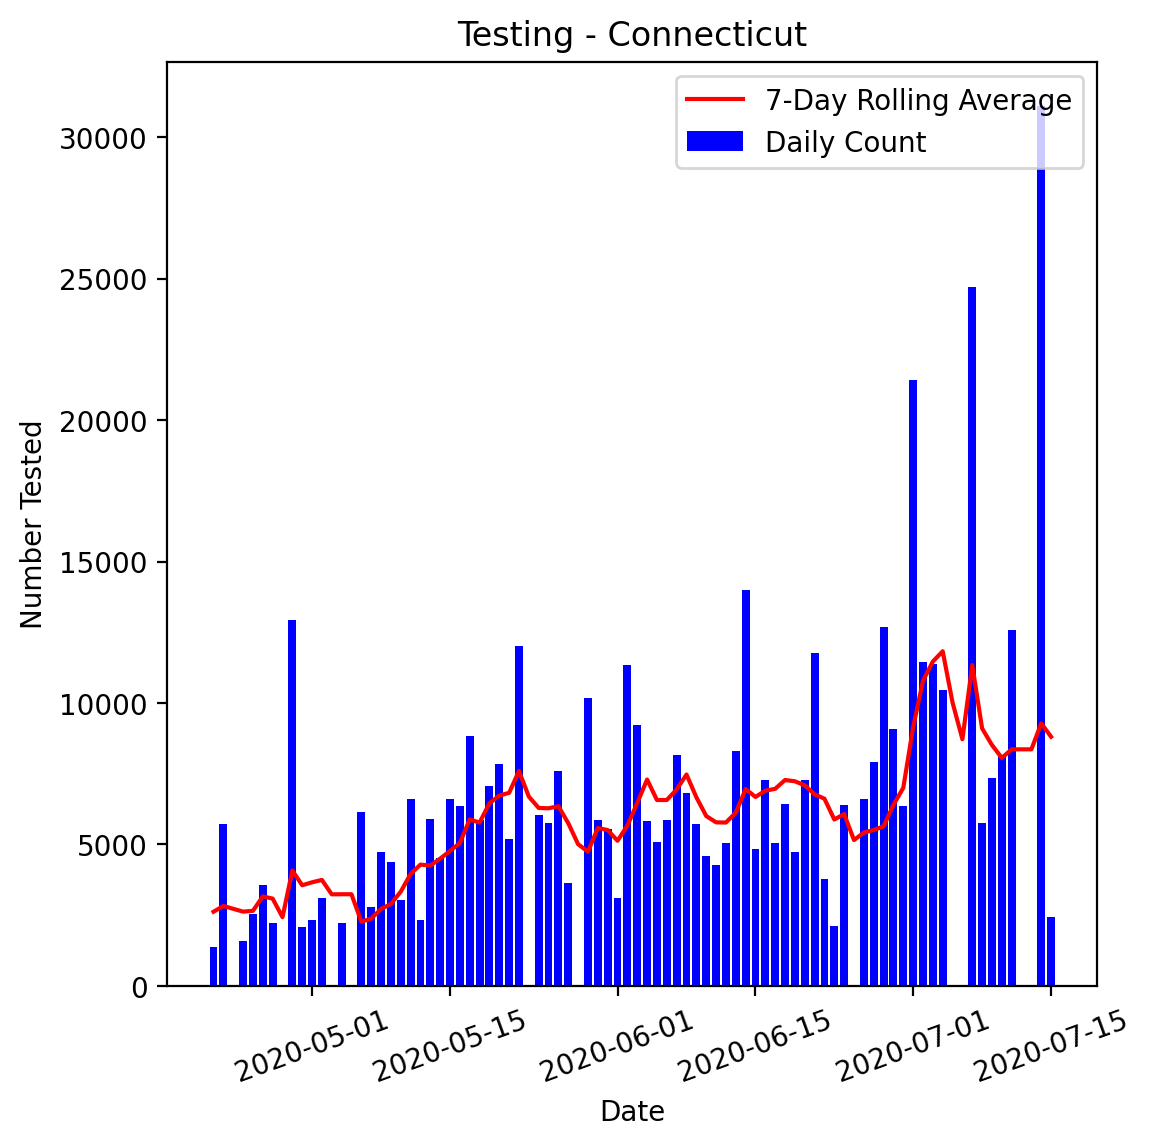 Testing - Connecticut
7-Day Rolling Average
Daily Count
30000
25000
20000
15000
10000
5000
0
Number Tested
2020-05-01
2020-05-15
2020-06-01
2020-06-15
2020-07-01
2020-07-15
Date